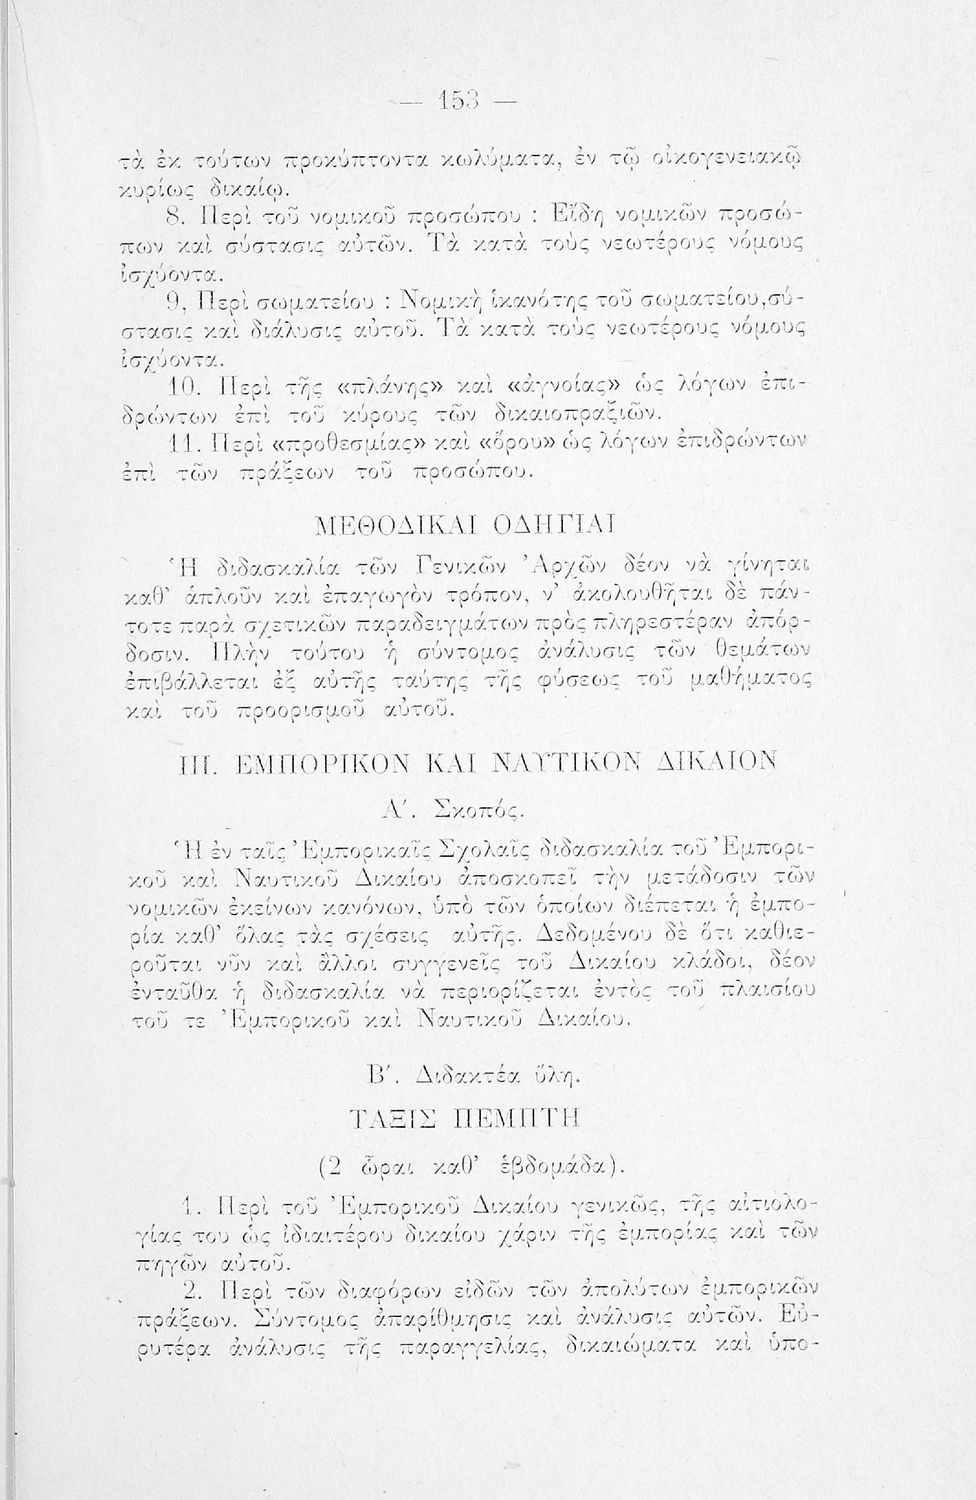 — 153 —
τὰ ἐκ τούτων προκύπτοντα κωλύματα, ἐν τῷ οἰκογενειακῷ
κυρίως δικαίῳ.
8. Περὶ τοῦ νομικοῦ προσώπου : Εἴδη νομικῶν προσώ-
πων καὶ σύστασις αὐτῶν. Τὰ κατὰ τοὺς νεωτέρους νόμους
ἰσχύοντα.
9, Περὶ σωματείου : Νομικὴ ἱκανότης τοῦ σωματείου,σύ-
στασις καὶ διάλυσις αὐτοῦ. Τὰ κατὰ τοὺς νεωτέρους νόμους
ἰσχύοντα.
10. Περὶ τῆς «πλάνης» καὶ «ἀγνοίας» ὡς λόγων ἐπι-
δρώντων ἐπὶ τοῦ κύρους τῶν δικαιοπραξιῶν.
11. Περὶ «προθεσμίας» καὶ «ὅρου» ὡς λόγων ἐπιδρώντων
ἐπὶ τῶν πράξεων τοῦ προσώπου.
ΜΕΘΟΔΙΚΑΙ ΟΔΗΓΙΑΙ
Ἡ διδασκαλία τῶν Γενικῶν Ἀρχῶν δέον νὰ γίνηται
καθ’ ἁπλοῦν καὶ ἐπαγωγὸν τρόπον, ν’ ἀκολουθῆται δὲ πάν-
τοτε παρὰ σχετικῶν παραδειγμάτων πρὸς πληρεστέραν ἀπόρ-
δοσιν. Πλὴν τούτου ἡ σύντομος ἀνάλυσις τῶν θεμάτων
ἐπιβάλλεται ἐξ αὐτῆς ταύτης τῆς φύσεως τοῦ μαθήματος
καὶ τοῦ προορισμοῦ αὐτοῦ.
ΙΙΙ. ΕΜΠΟΡΙΚΟΝ ΚΑΙ ΝΑΥΤΙΚΟΝ ΔΙΚΑΙΟΝ
Α΄. Σκοπός.
Ἡ ἐν ταῖς Ἐμπορικαῖς Σχολαῖς διδασκαλία τοῦ Ἐμπορι-
κοῦ καὶ Ναυτικοῦ Δικαίου ἀποσκοπεῖ τὴν μετάδοσιν τῶν
νομικῶν ἐκείνων κανόνων, ὑπὸ τῶν ὁποίων διέπεται ἡ ἐμπο-
ρία καθ’ ὅλας τὰς σχέσεις αὐτῆς. Δεδομένου δὲ ὅτι καθιε-
ροῦται νῦν καὶ ἄλλοι συγγενεῖς τοῦ Δικαίου κλάδοι, δέον
ἐνταῦθα ἡ διδασκαλία νὰ περιορίζεται ἐντὸς τοῦ πλαισίου
τοῦ τε Ἐμπορικοῦ καὶ Ναυτικοῦ Δικαίου.
Β΄. Διδακτέα ὕλη.
ΤΑΞΙΣ ΠΕΜΠΤΗ
(2 ὧραι καθ’ ἑβδομάδα).
1. Περὶ τοῦ Ἐμπορικοῦ Δικαίου γενικῶς, τῆς αἰτιολο-
γίας του ὡς ἰδιαιτέρου δικαίου χάριν τῆς ἐμπορίας καὶ τῶν
πηγῶν αὐτοῦ.
2. Περὶ τῶν διαφόρων εἰδῶν τῶν ἀπολύτων ἐμπορικῶν
πράξεων. Σύντομος ἀπαρίθμησις καὶ ἀνάλυσις αὐτῶν. Εὐ-
ρυτέρα ἀνάλυσις τῆς παραγγελίας, δικαιώματα καὶ ὑπο-